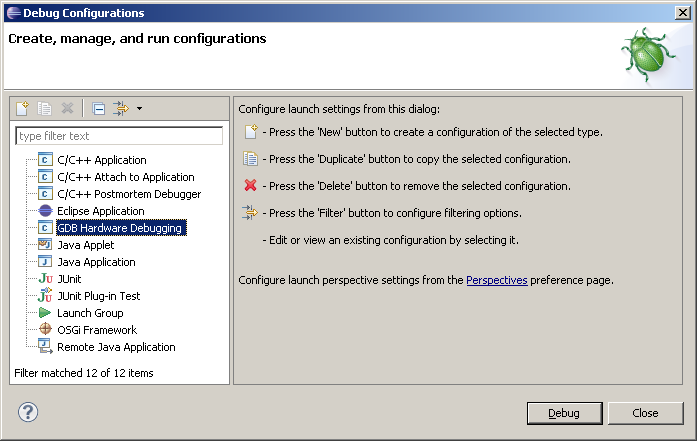 Debug Configurations
Create, manage, and run configurations
type filter text
C/C++ Application
C/C++ Attach to Application
C/C++ Postmortem Debugger
Eclipse Application
GDB Hardware Debugging
Java Applet
Java Application
JUnit
JUnit Plug-in Test
Launch Group
OSGi Framework
Remote Java Application
Filter matched 12 of 12 items
Configure launch settings from this dialog:
- Press the 'New' button to create a configuration of the selected type.
- Press the 'Duplicate' button to copy the selected configuration.
- Press the 'Delete' button to remove the selected configuration.
- Press the 'Filter' button to configure filtering options.
- Edit or view an existing configuration by selecting it.
Configure launch perspective settings from the Perspectives preference page.
Debug
Close